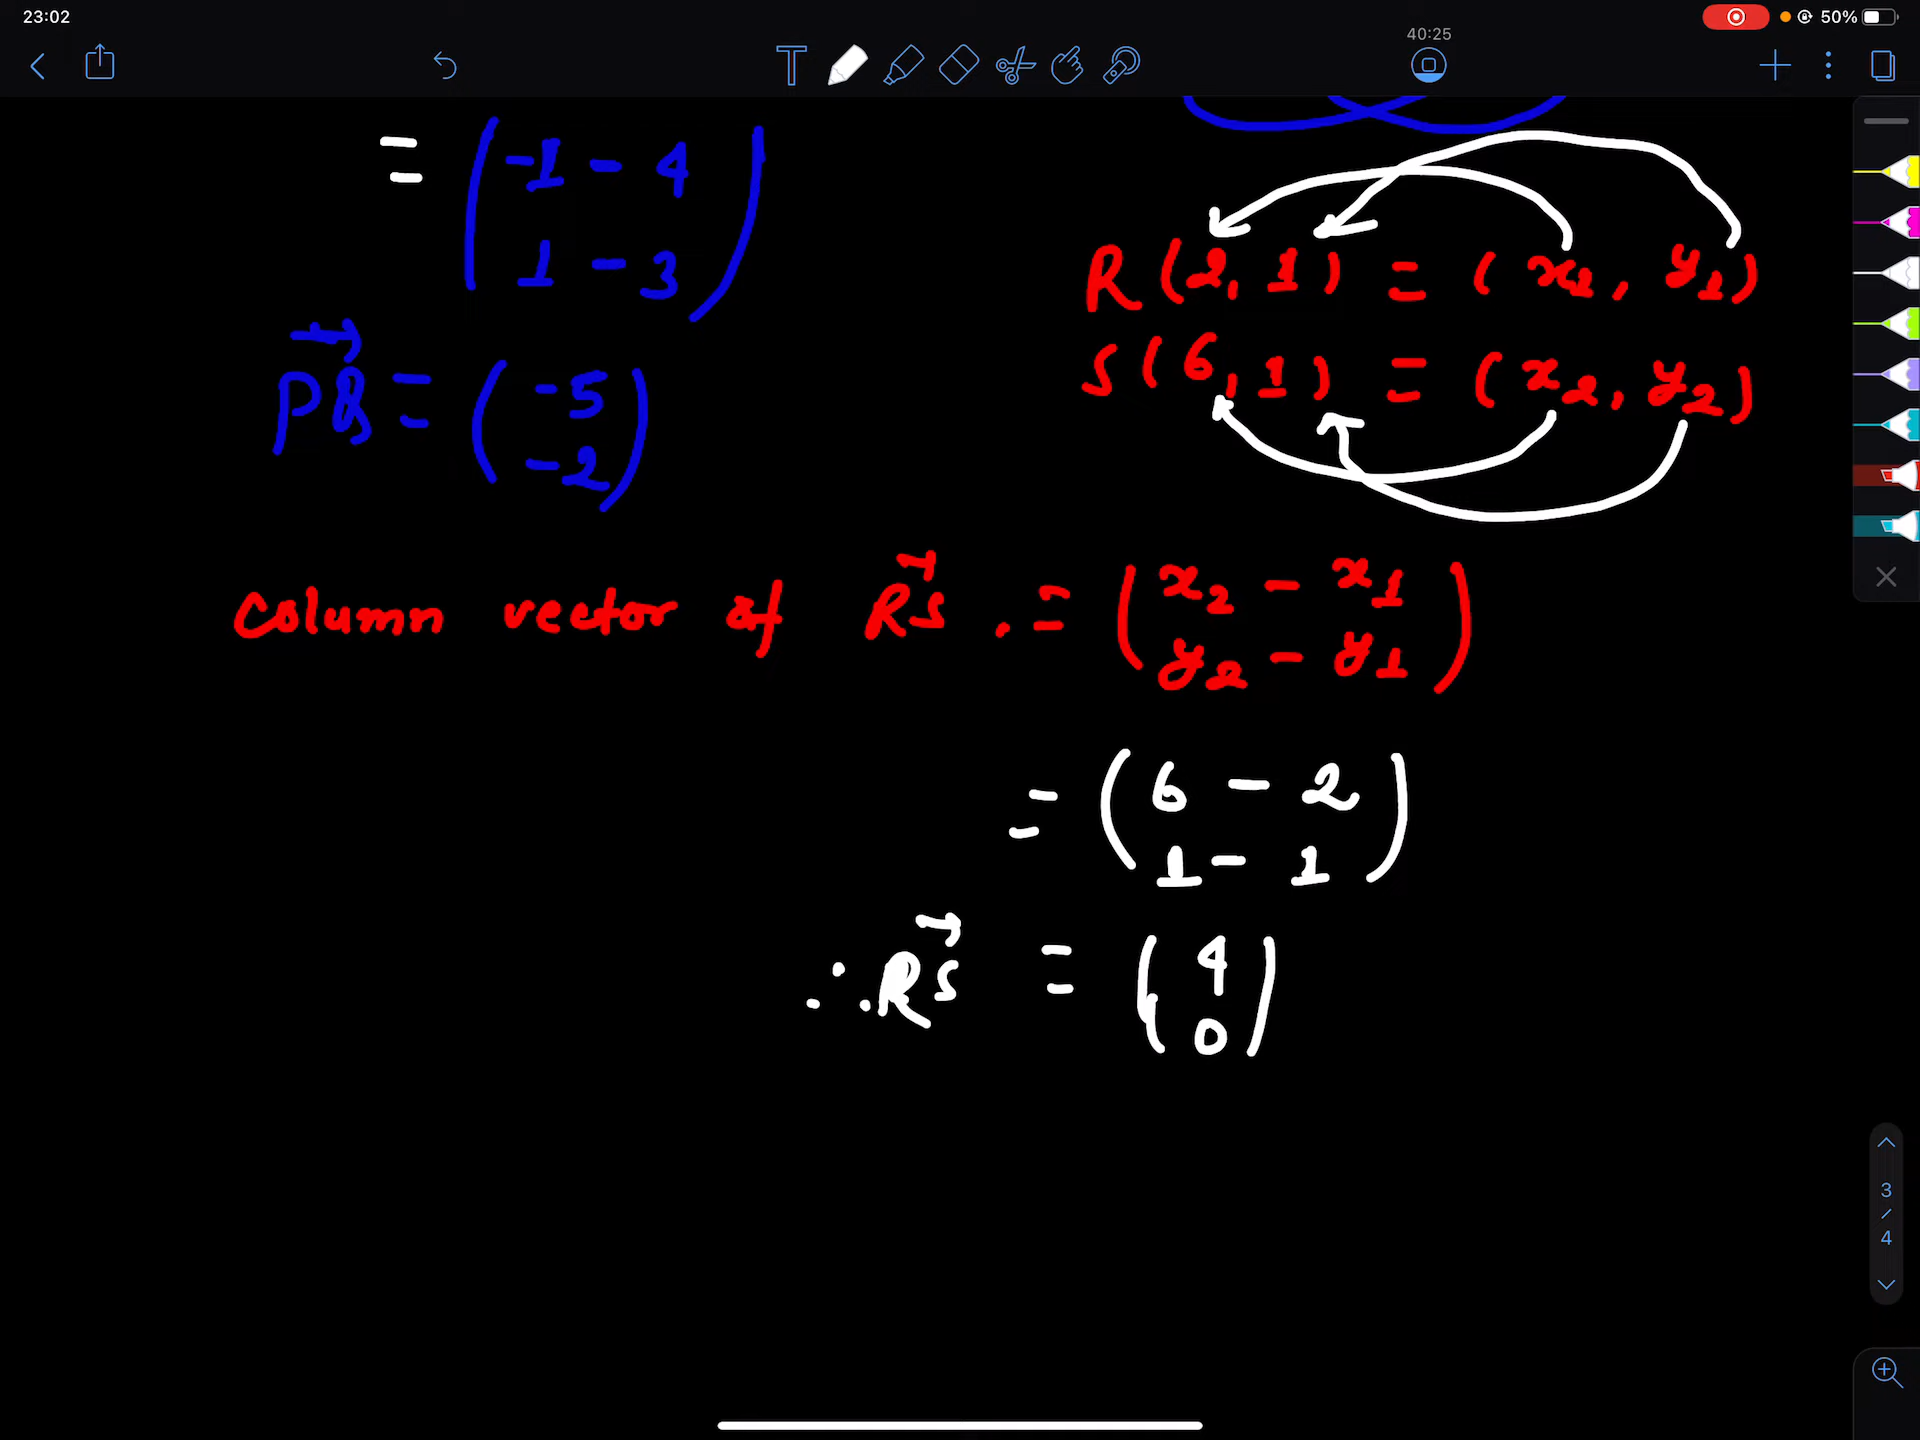 23:02
50%
40:25
= ( -1 - 4
1 - 3 )
R (2, 1) = ( x1, y1)
S (6, 1) = (x2, y2)
PQ = ( -5
-2 )
Column vector of RS . = ( x2 - x1
y2 - y1 )
= ( 6 - 2
1 - 1 )
∴ RS = ( 4
0 )
3
/
4